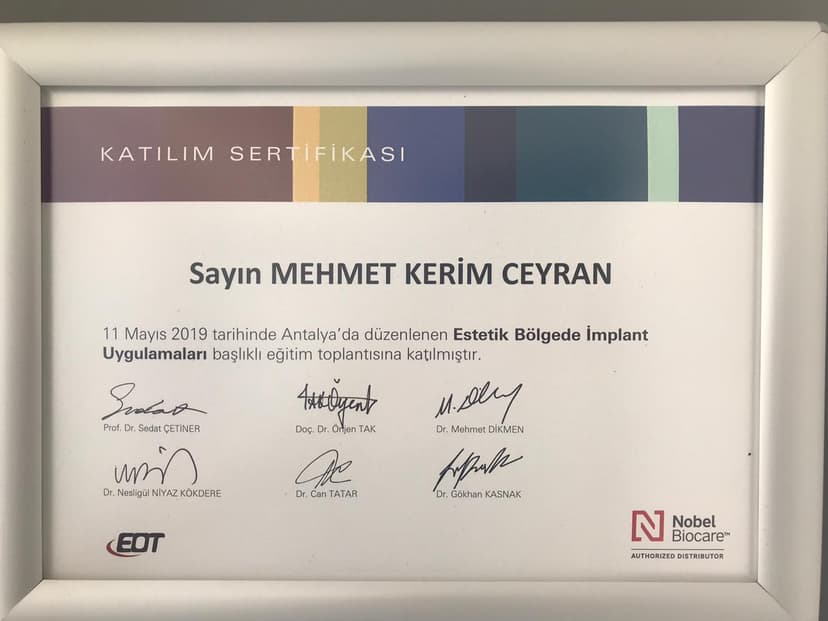 KATILIM SERTİFİKASI
Sayın MEHMET KERİM CEYRAN
11 Mayıs 2019 tarihinde Antalya'da düzenlenen Estetik Bölgede İmplant
Uygulamaları başlıklı eğitim toplantısına katılmıştır.
Prof. Dr. Sedat ÇETİNER
Doç. Dr. Önjen TAK
Dr. Mehmet DİKMEN
Dr. Nesligül NİYAZ KÖKDERE
Dr. Can TATAR
Dr. Gökhan KASNAK
EOT
Nobel
Biocare™
AUTHORIZED DISTRIBUTOR